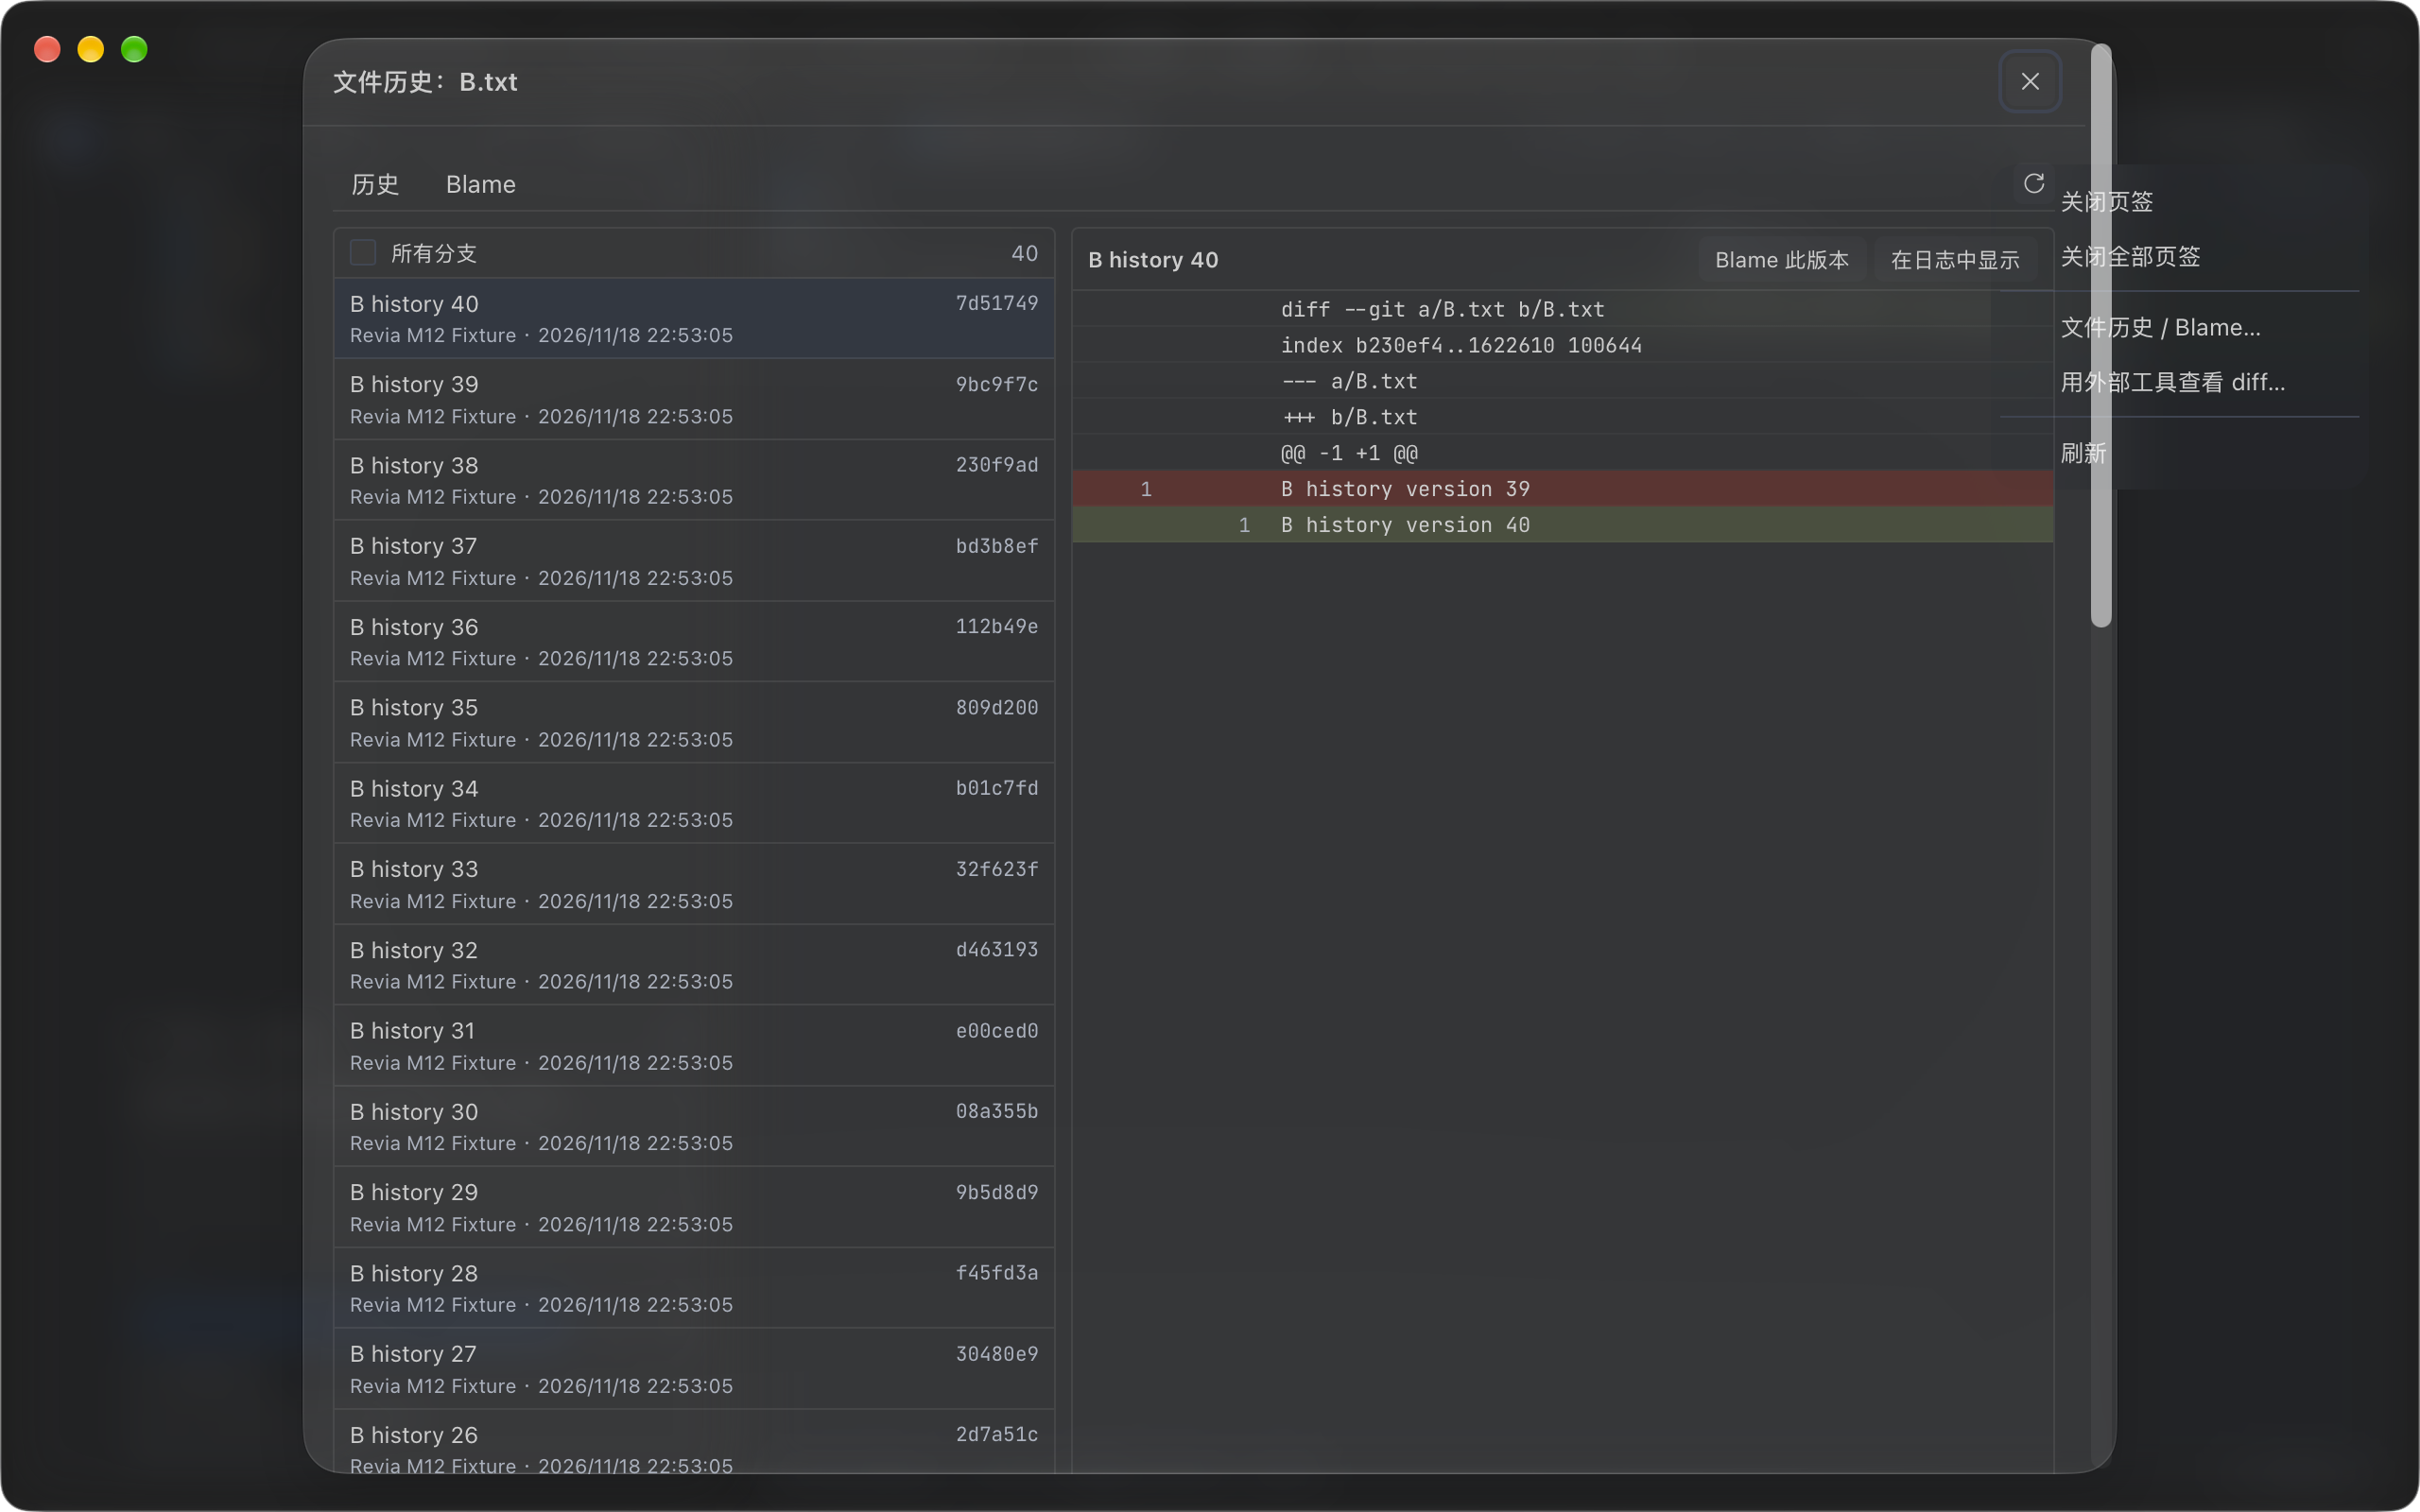 文件历史：B.txt
历史
Blame
所有分支
40
B history 40
7d51749
Revia M12 Fixture · 2026/11/18 22:53:05
B history 39
9bc9f7c
Revia M12 Fixture · 2026/11/18 22:53:05
B history 38
230f9ad
Revia M12 Fixture · 2026/11/18 22:53:05
B history 37
bd3b8ef
Revia M12 Fixture · 2026/11/18 22:53:05
B history 36
112b49e
Revia M12 Fixture · 2026/11/18 22:53:05
B history 35
809d200
Revia M12 Fixture · 2026/11/18 22:53:05
B history 34
b01c7fd
Revia M12 Fixture · 2026/11/18 22:53:05
B history 33
32f623f
Revia M12 Fixture · 2026/11/18 22:53:05
B history 32
d463193
Revia M12 Fixture · 2026/11/18 22:53:05
B history 31
e00ced0
Revia M12 Fixture · 2026/11/18 22:53:05
B history 30
08a355b
Revia M12 Fixture · 2026/11/18 22:53:05
B history 29
9b5d8d9
Revia M12 Fixture · 2026/11/18 22:53:05
B history 28
f45fd3a
Revia M12 Fixture · 2026/11/18 22:53:05
B history 27
30480e9
Revia M12 Fixture · 2026/11/18 22:53:05
B history 26
2d7a51c
Revia M12 Fixture · 2026/11/18 22:53:05
B history 40
Blame 此版本
在日志中显示
diff --git a/B.txt b/B.txt
index b230ef4..1622610 100644
--- a/B.txt
+++ b/B.txt
@@ -1 +1 @@
1 B history version 39
1 B history version 40
关闭页签
关闭全部页签
文件历史 / Blame...
用外部工具查看 diff...
刷新